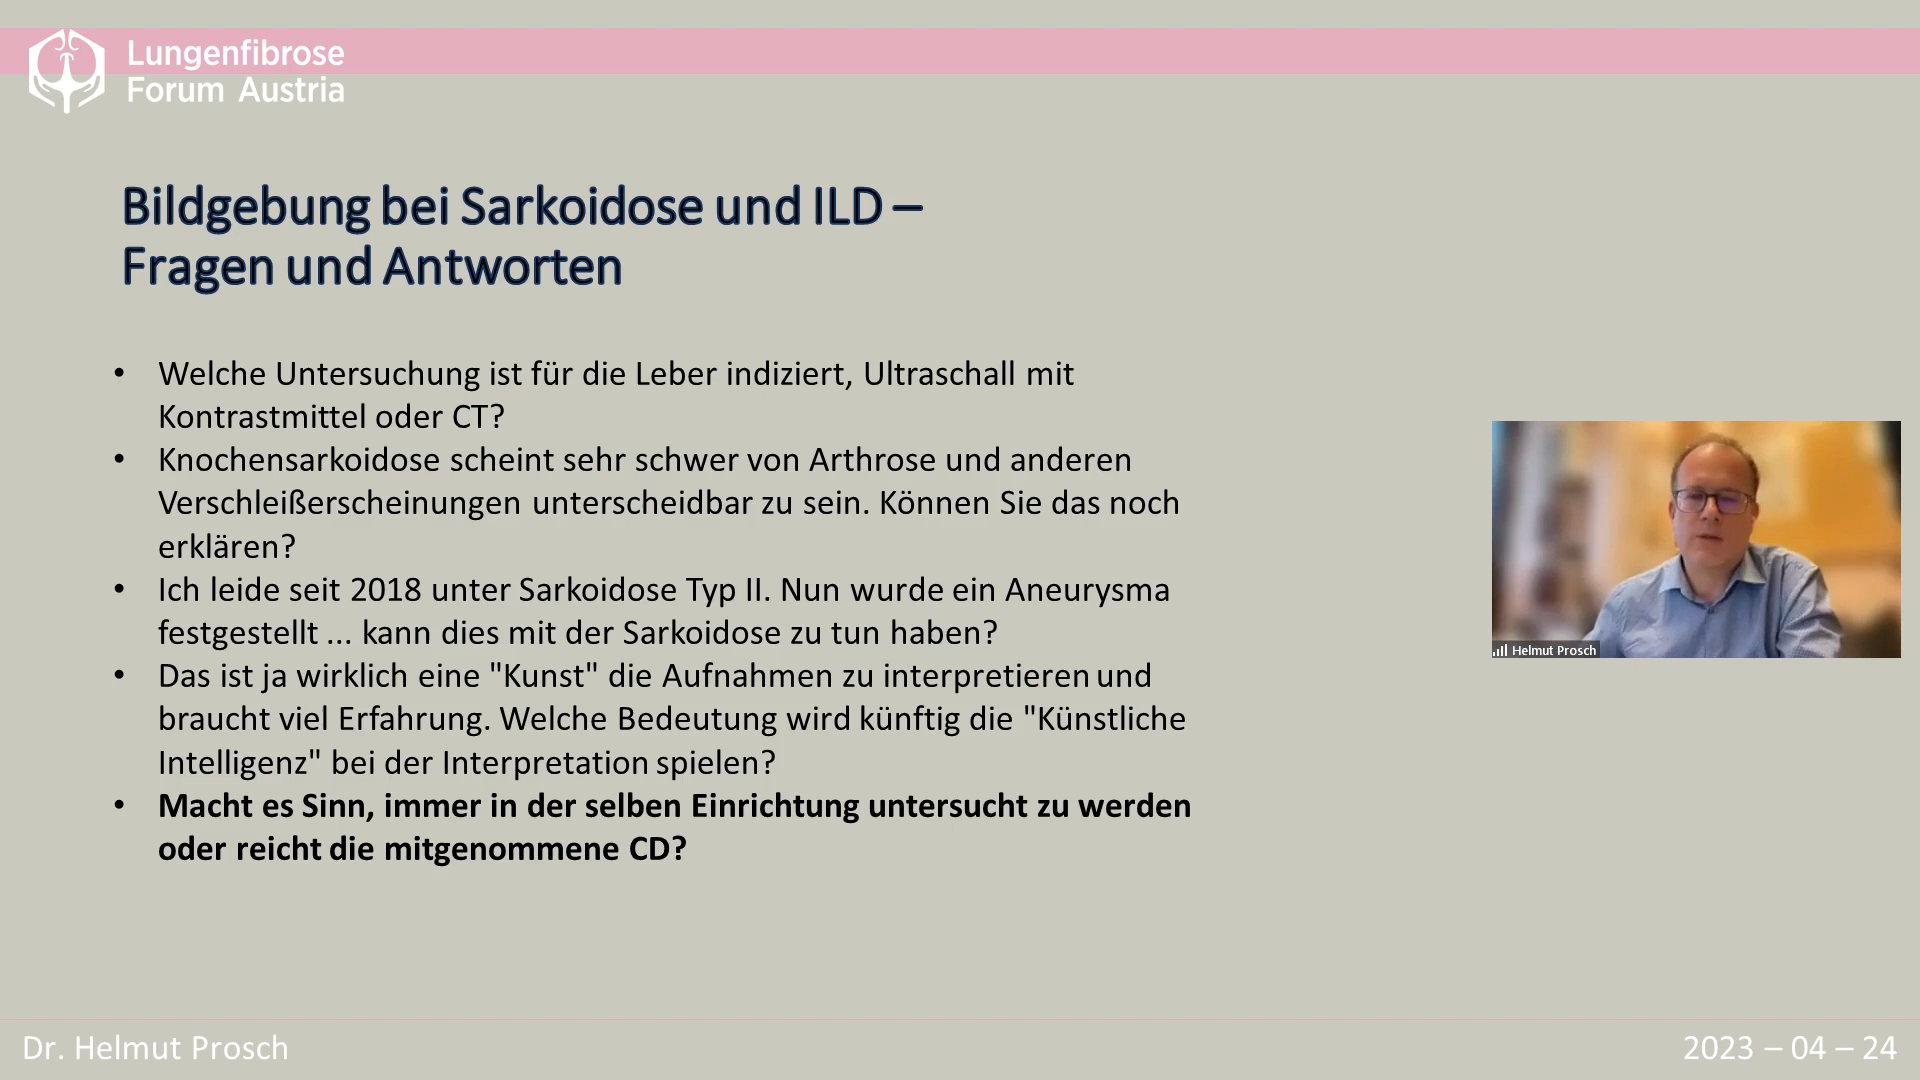 Lungenfibrose
Forum Austria
Bildgebung bei Sarkoidose und ILD –
Fragen und Antworten
• Welche Untersuchung ist für die Leber indiziert, Ultraschall mit
Kontrastmittel oder CT?
• Knochensarkoidose scheint sehr schwer von Arthrose und anderen
Verschleißerscheinungen unterscheidbar zu sein. Können Sie das noch
erklären?
• Ich leide seit 2018 unter Sarkoidose Typ II. Nun wurde ein Aneurysma
festgestellt ... kann dies mit der Sarkoidose zu tun haben?
• Das ist ja wirklich eine "Kunst" die Aufnahmen zu interpretieren und
braucht viel Erfahrung. Welche Bedeutung wird künftig die "Künstliche
Intelligenz" bei der Interpretation spielen?
• Macht es Sinn, immer in der selben Einrichtung untersucht zu werden
oder reicht die mitgenommene CD?
Helmut Prosch
Dr. Helmut Prosch
2023 – 04 – 24